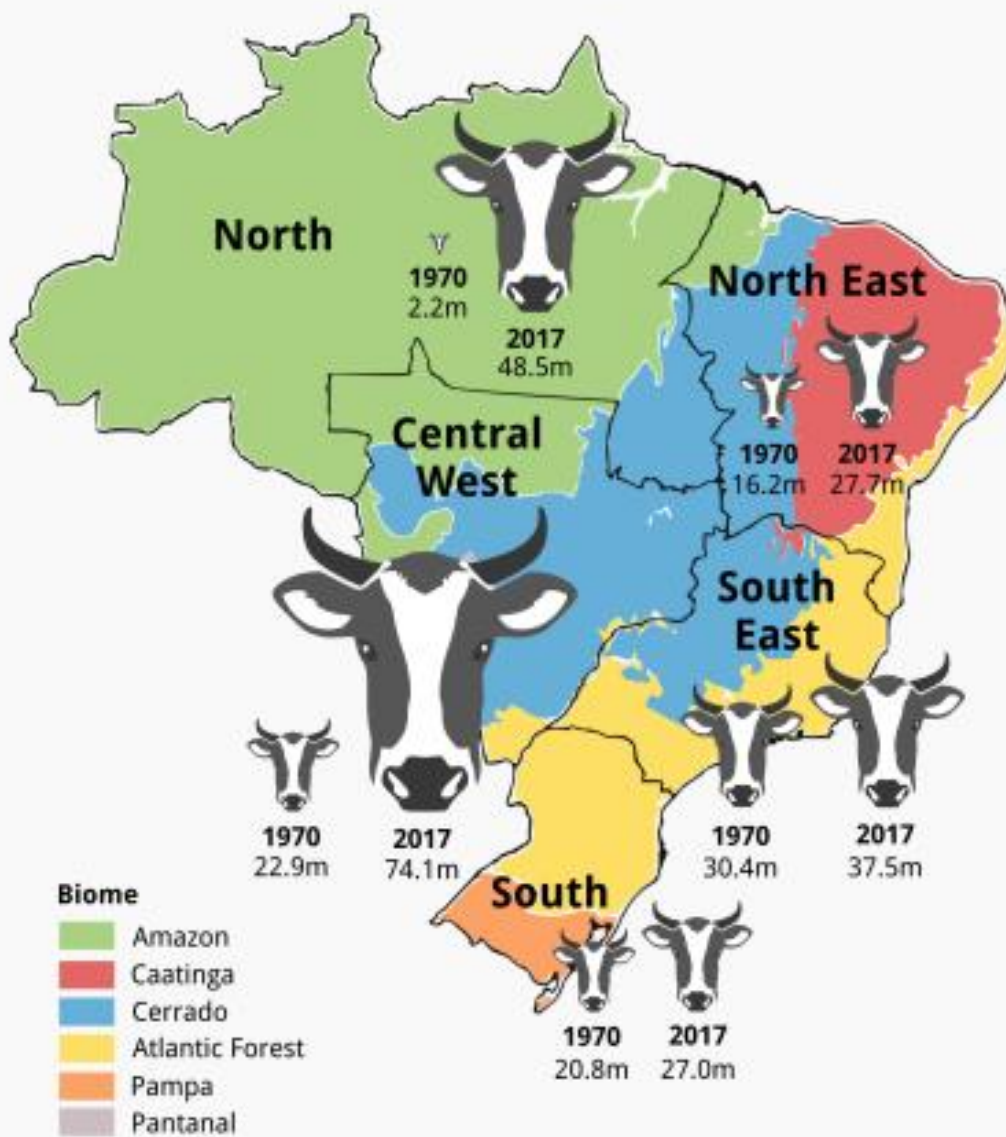 North
1970
2.2m
2017
48.5m
North East
1970
16.2m
2017
27.7m
Central
West
1970
22.9m
2017
74.1m
South
East
1970
30.4m
2017
37.5m
South
1970
20.8m
2017
27.0m
Biome
Amazon
Caatinga
Cerrado
Atlantic Forest
Pampa
Pantanal